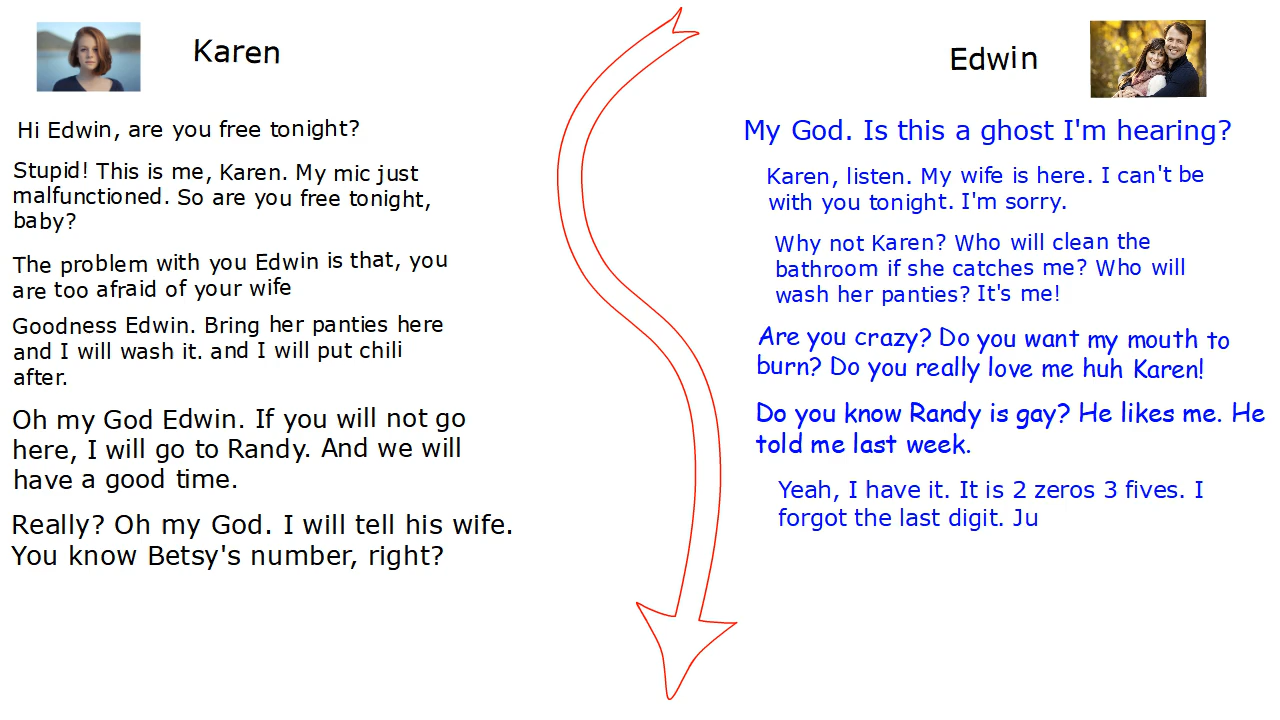 Karen
Edwin
Hi Edwin, are you free tonight?
My God. Is this a ghost I'm hearing?
Stupid! This is me, Karen. My mic just
malfunctioned. So are you free tonight,
baby?
Karen, listen. My wife is here. I can't be
with you tonight. I'm sorry.
The problem with you Edwin is that, you
are too afraid of your wife
Why not Karen? Who will clean the
bathroom if she catches me? Who will
wash her panties? It's me!
Goodness Edwin. Bring her panties here
and I will wash it. and I will put chili
after.
Are you crazy? Do you want my mouth to
burn? Do you really love me huh Karen!
Oh my God Edwin. If you will not go
here, I will go to Randy. And we will
have a good time.
Do you know Randy is gay? He likes me. He
told me last week.
Really? Oh my God. I will tell his wife.
You know Betsy's number, right?
Yeah, I have it. It is 2 zeros 3 fives. I
forgot the last digit. Ju